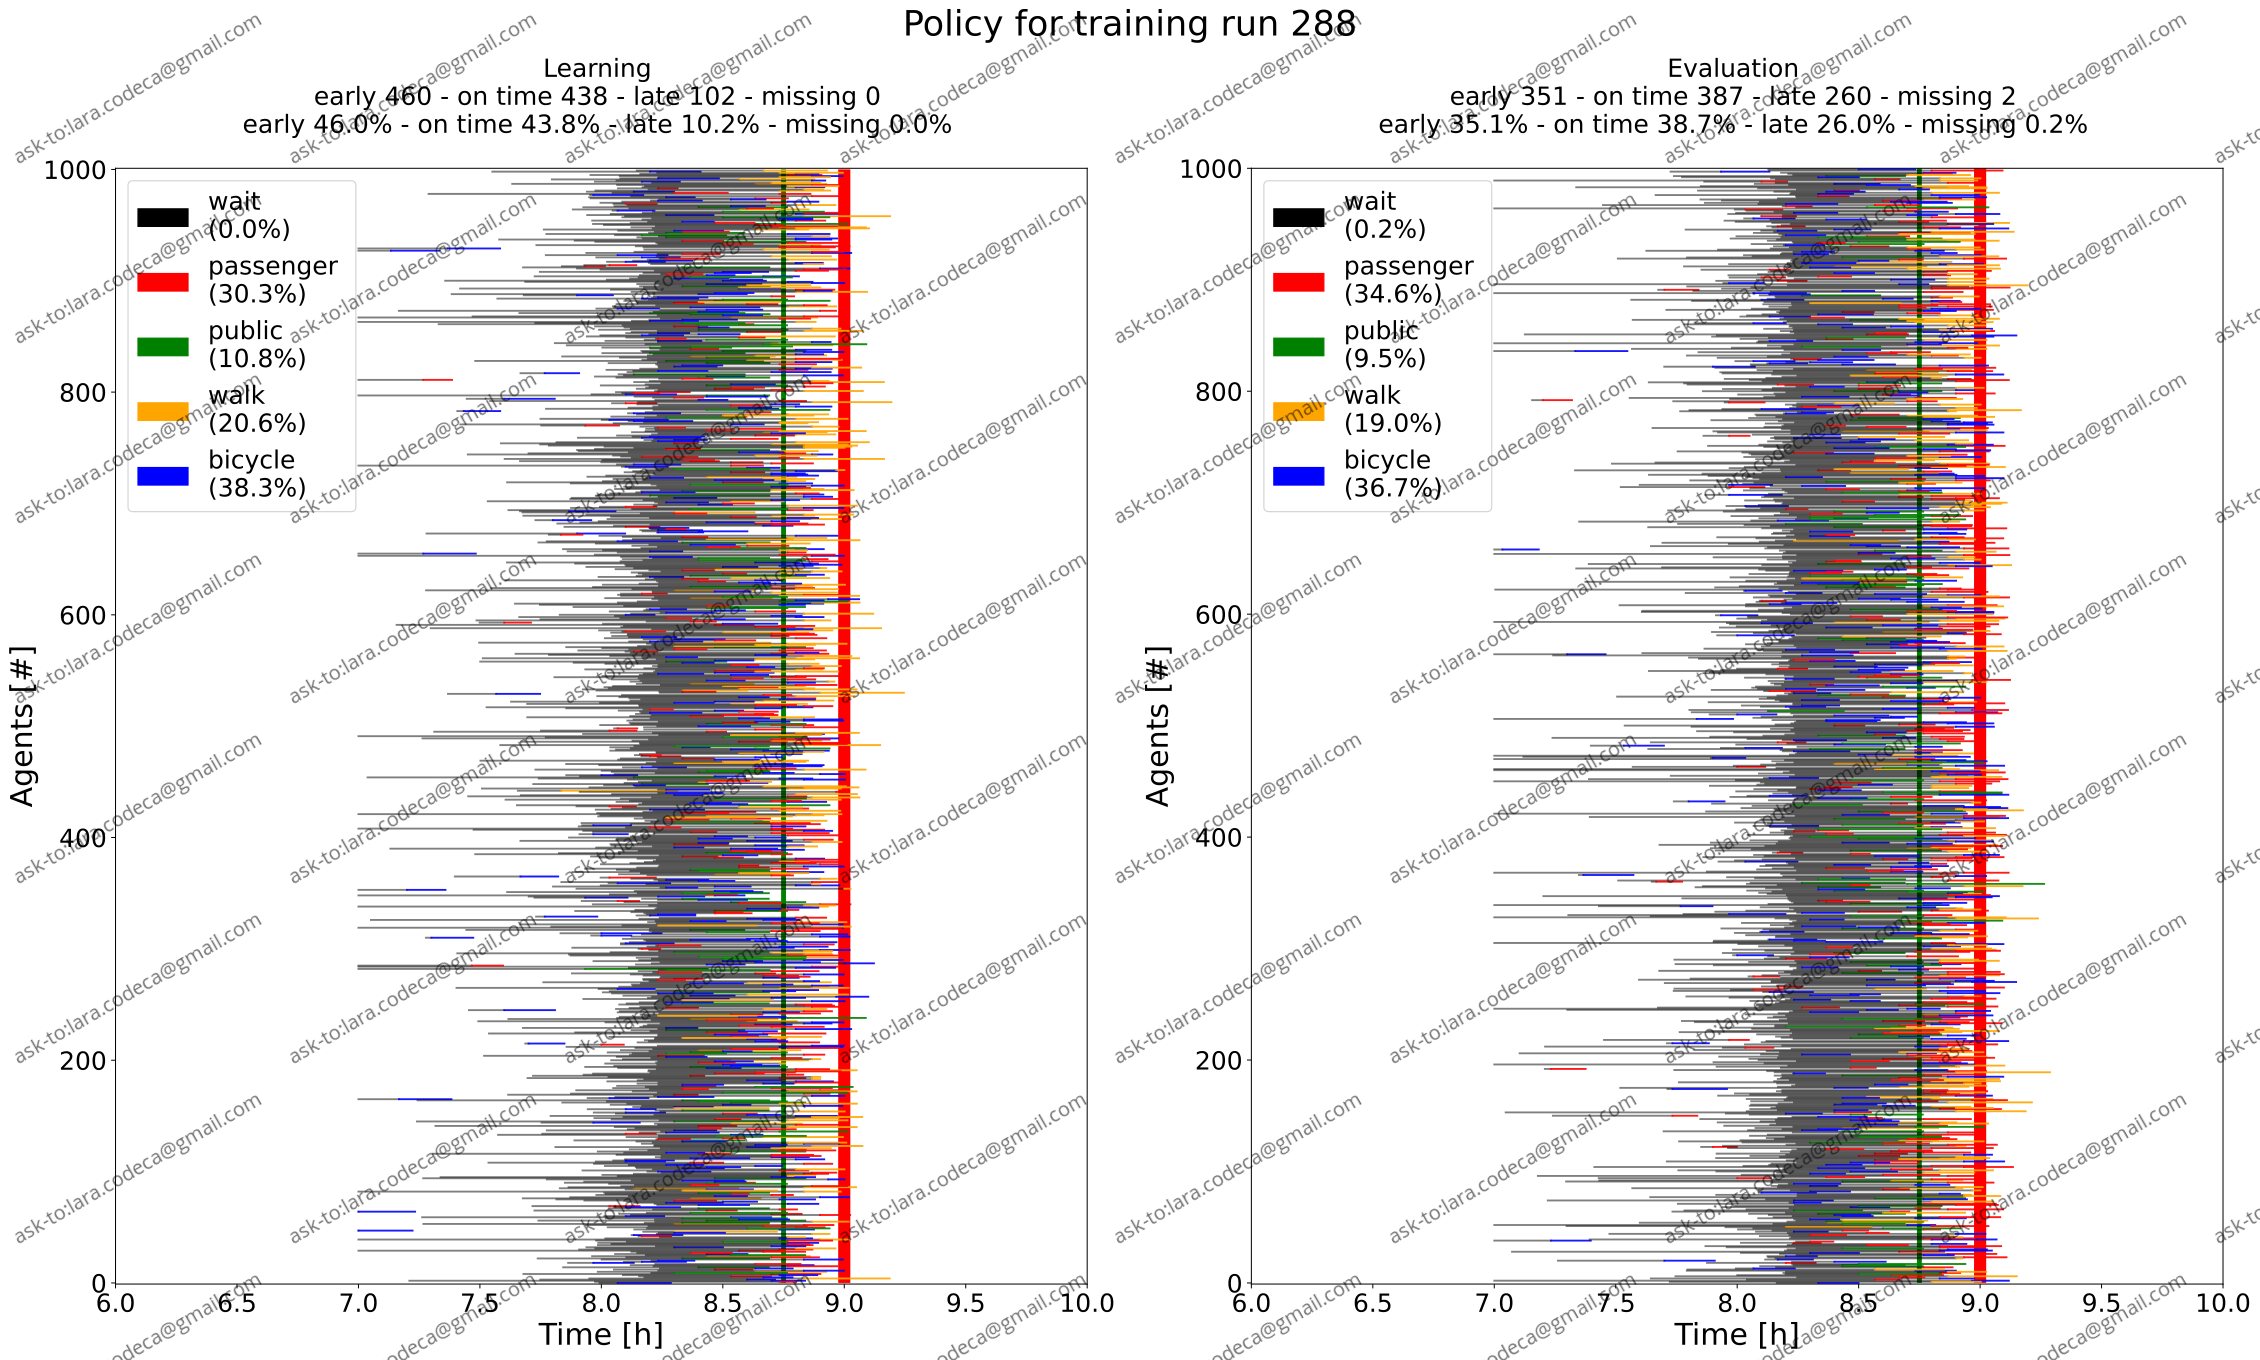 Policy for training run 288
Learning
early 460 - on time 438 - late 102 - missing 0
early 46.0% - on time 43.8% - late 10.2% - missing 0.0%
1000
800
600
400
200
0
Agents [#]
wait
(0.0%)
passenger
(30.3%)
public
(10.8%)
walk
(20.6%)
bicycle
(38.3%)
6.0 6.5 7.0 7.5 8.0 8.5 9.0 9.5 10.0
Time [h]
Evaluation
early 351 - on time 387 - late 260 - missing 2
early 35.1% - on time 38.7% - late 26.0% - missing 0.2%
1000
800
600
400
200
0
Agents [#]
wait
(0.2%)
passenger
(34.6%)
public
(9.5%)
walk
(19.0%)
bicycle
(36.7%)
6.0 6.5 7.0 7.5 8.0 8.5 9.0 9.5 10.0
Time [h]
ask-to:lara.codeca@gmail.com